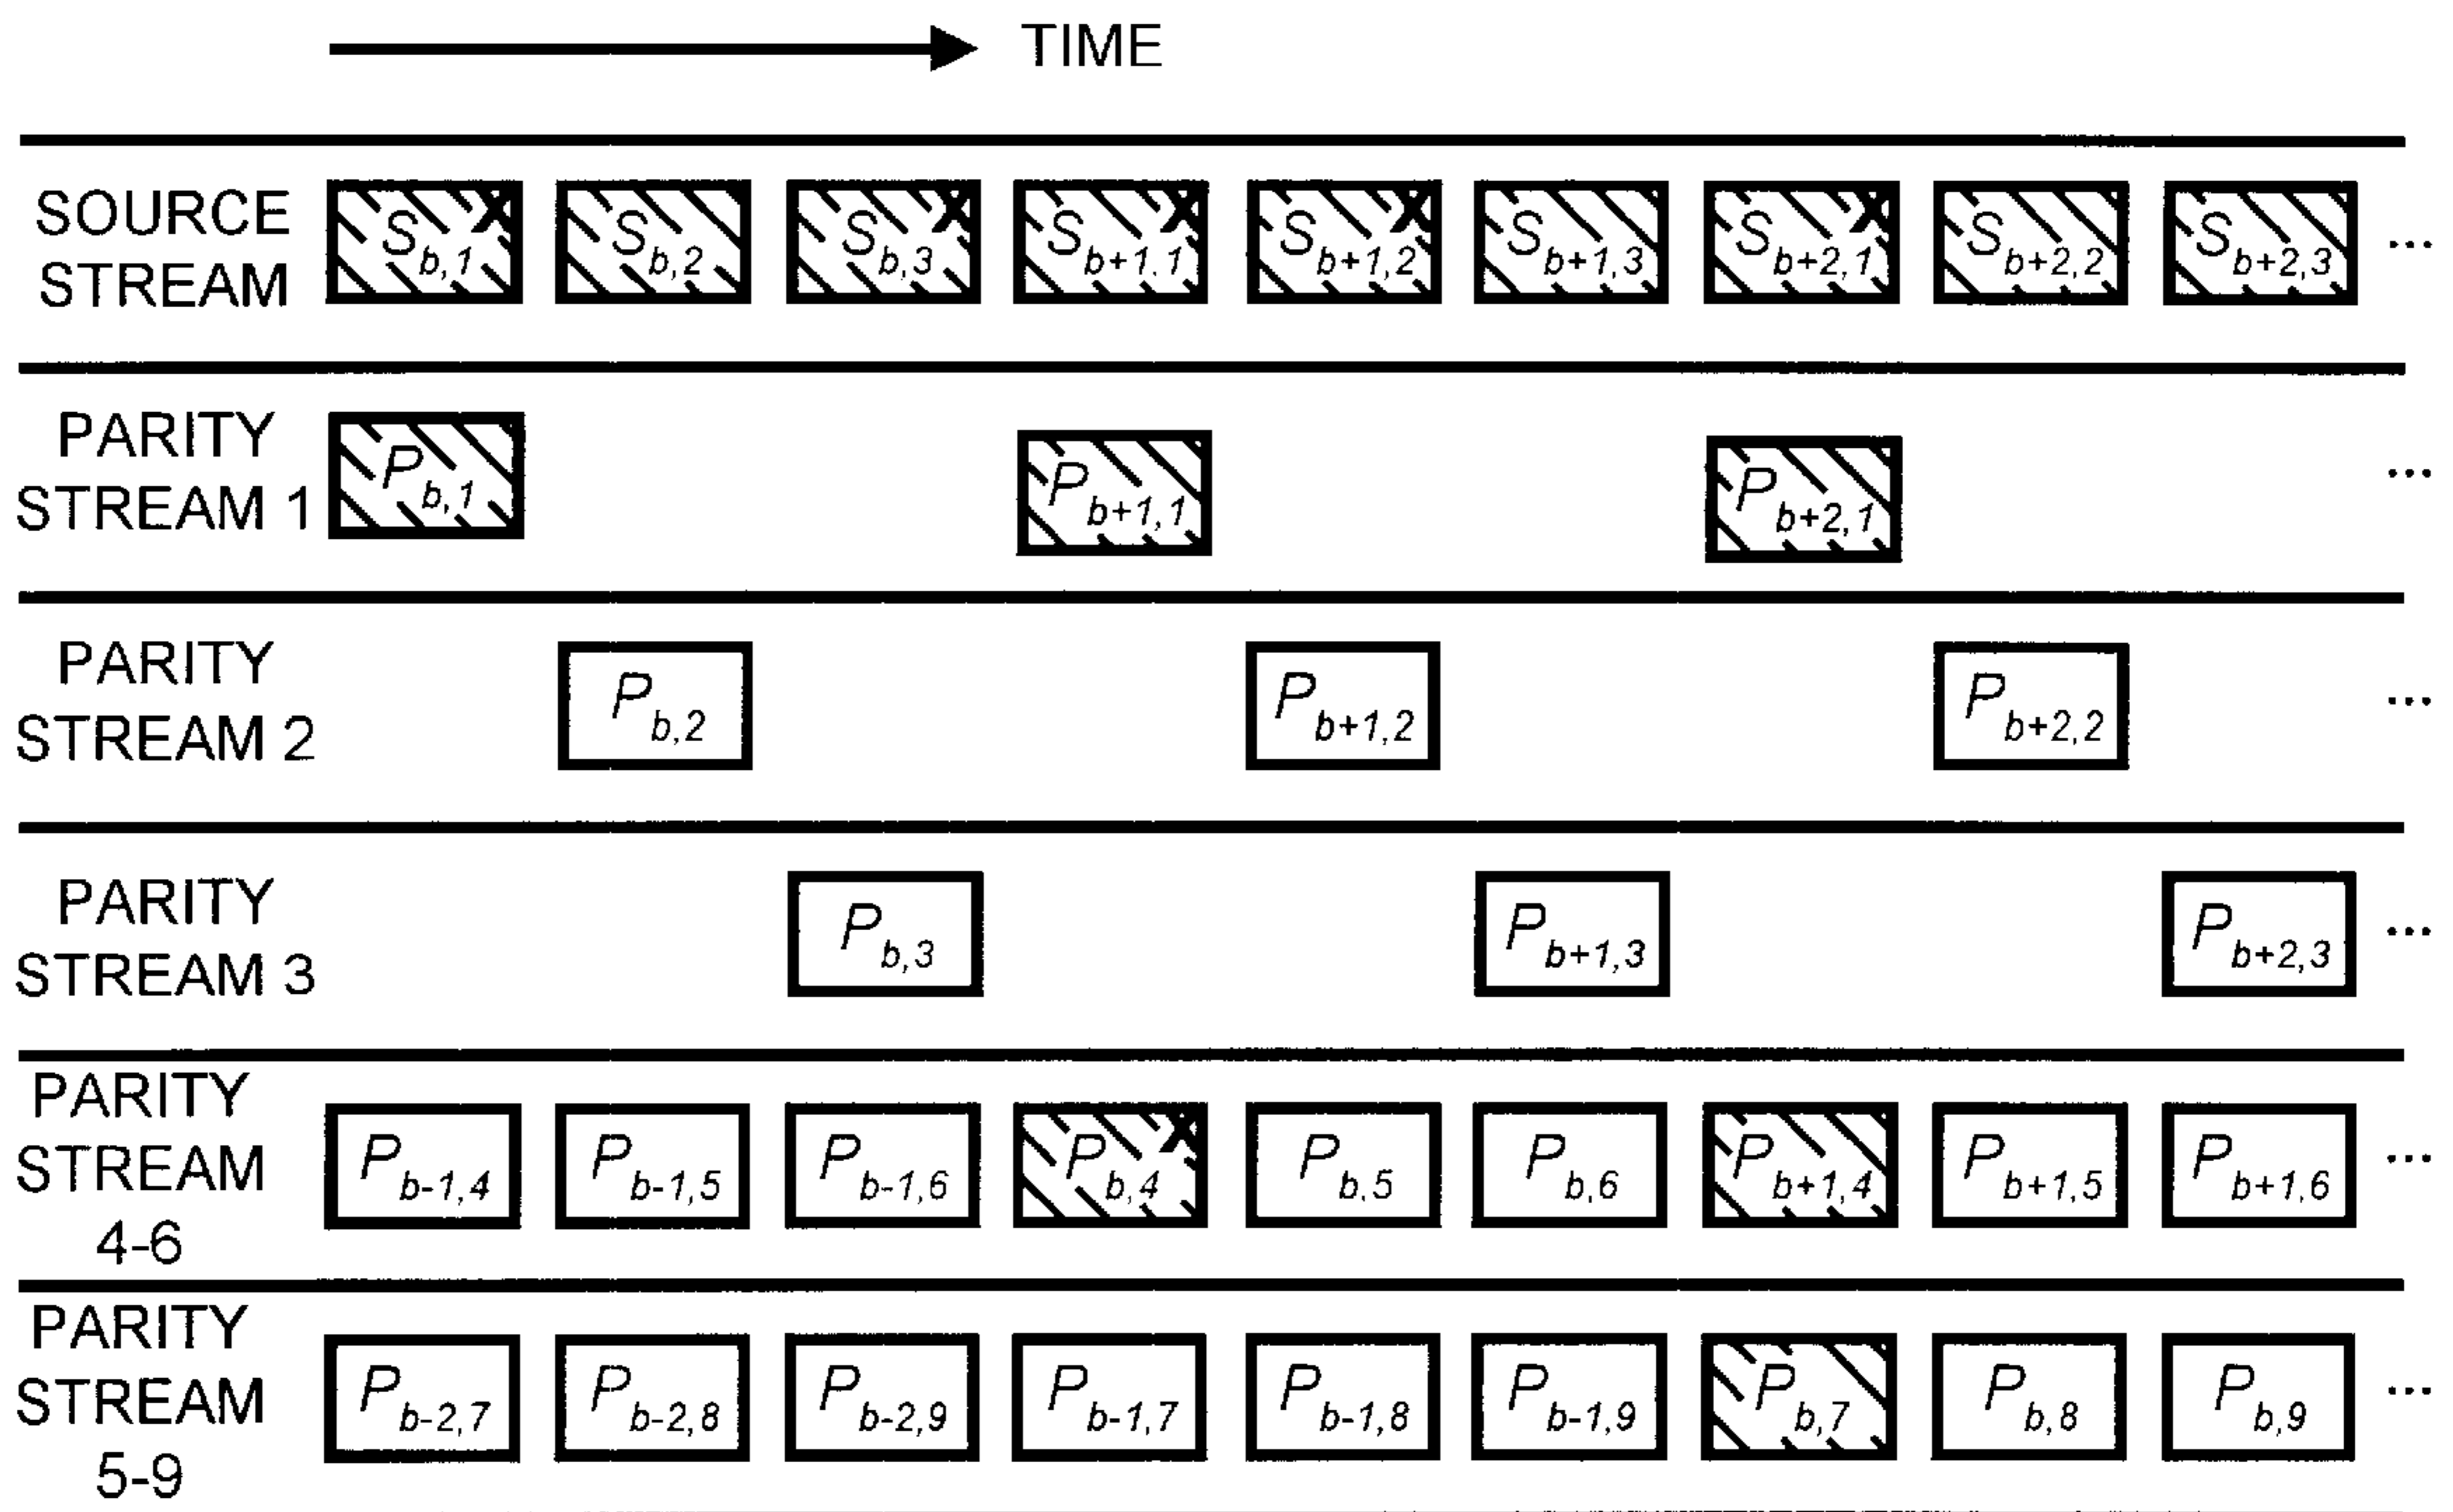 TIME
SOURCE STREAM
S b,1 X S b,2 S b,3 X S b+1,1 X S b+1,2 X S b+1,3 S b+2,1 X S b+2,2 S b+2,3 ...
PARITY STREAM 1
P b,1 P b+1,1 P b+2,1 ...
PARITY STREAM 2
P b,2 P b+1,2 P b+2,2 ...
PARITY STREAM 3
P b,3 P b+1,3 P b+2,3 ...
PARITY STREAM 4-6
P b-1,4 P b-1,5 P b-1,6 P b,4 X P b,5 P b,6 P b+1,4 P b+1,5 P b+1,6 ...
PARITY STREAM 5-9
P b-2,7 P b-2,8 P b-2,9 P b-1,7 P b-1,8 P b-1,9 P b,7 P b,8 P b,9 ...